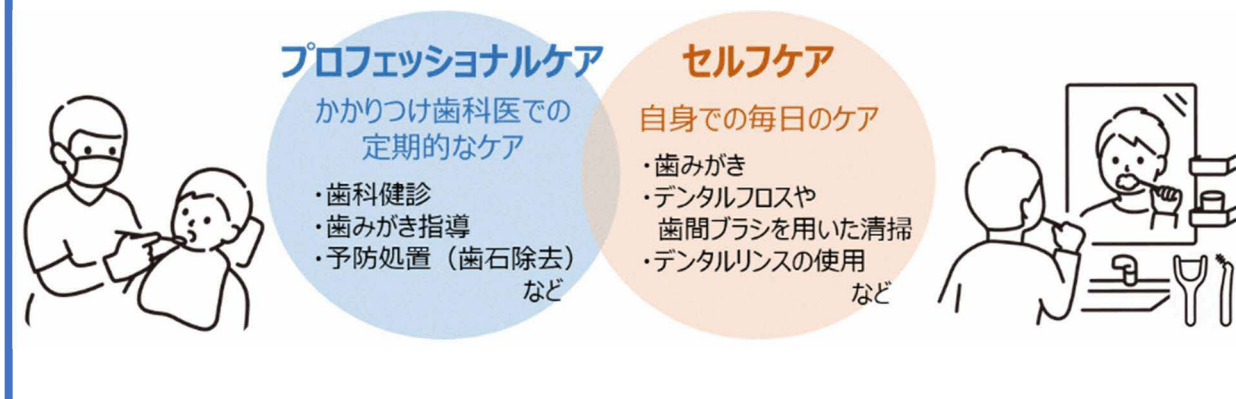 プロフェッショナルケア
かかりつけ歯科医での
定期的なケア
・歯科健診
・歯みがき指導
・予防処置（歯石除去）
など
セルフケア
自身での毎日のケア
・歯みがき
・デンタルフロスや
歯間ブラシを用いた清掃
・デンタルリンスの使用
など